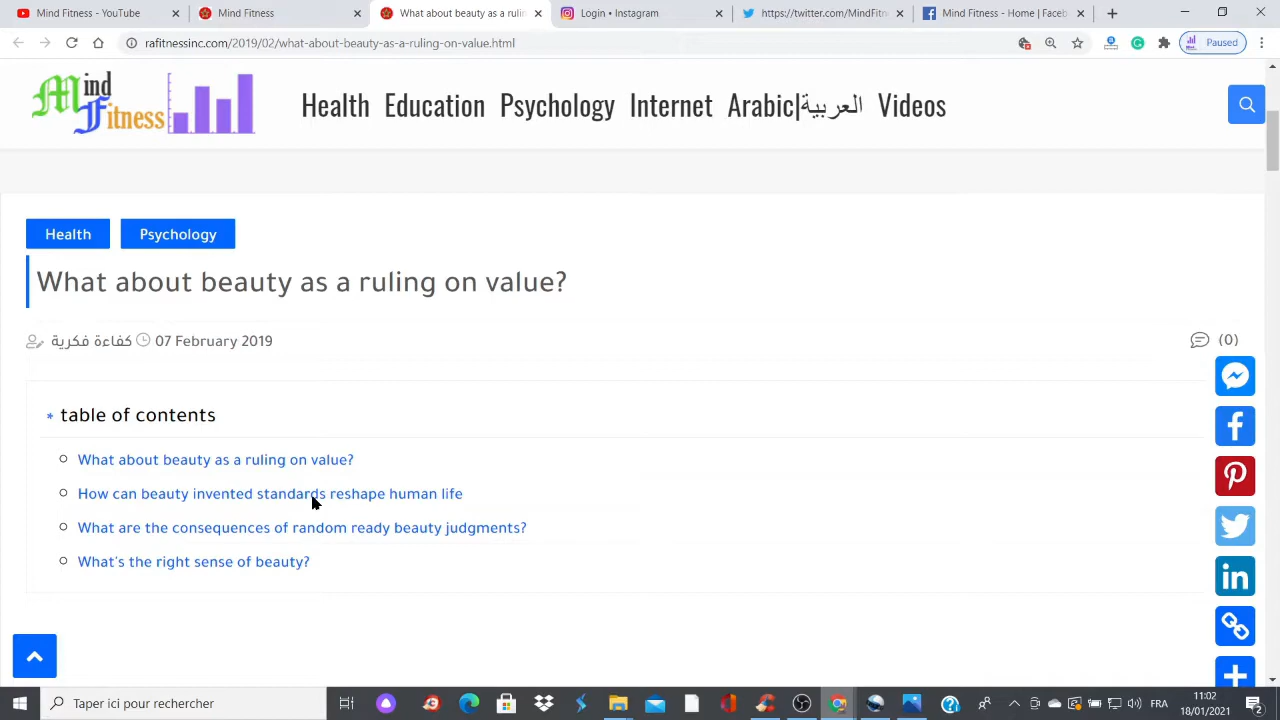 Mind Fitness - YouTube
Mind Fitness
What about beauty as a rulin
Login • Instagram
https://twitter.com/MindFitn
Mind Fitness - Home | Faceb
rafitnessinc.com/2019/02/what-about-beauty-as-a-ruling-on-value.html
Paused
Mind Fitness
Health Education Psychology Internet Arabic|العربية Videos
Health Psychology
What about beauty as a ruling on value?
كفاءة فكرية 07 February 2019
(0)
* table of contents
What about beauty as a ruling on value?
How can beauty invented standards reshape human life
What are the consequences of random ready beauty judgments?
What's the right sense of beauty?
Taper ici pour rechercher
FRA
11:02
18/01/2021
2